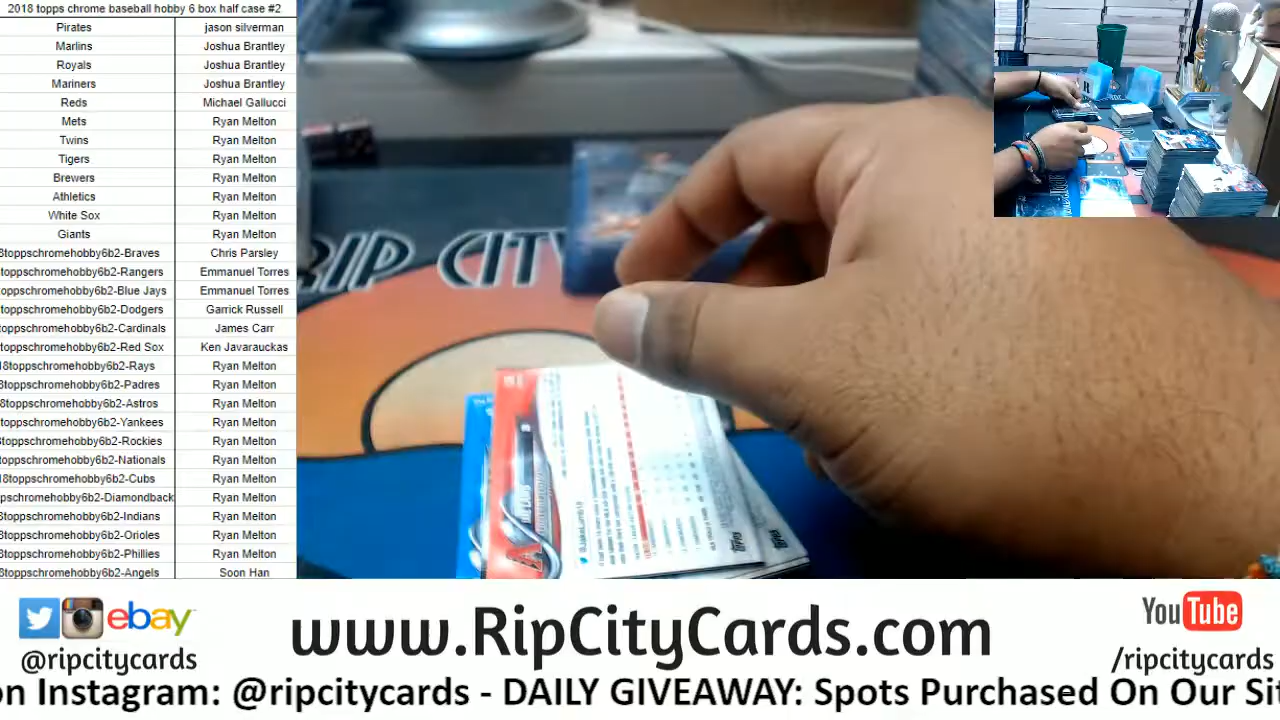 2018 topps chrome baseball hobby 6 box half case #2
Pirates jason silverman
Marlins Joshua Brantley
Royals Joshua Brantley
Mariners Joshua Brantley
Reds Michael Gallucci
Mets Ryan Melton
Twins Ryan Melton
Tigers Ryan Melton
Brewers Ryan Melton
Athletics Ryan Melton
White Sox Ryan Melton
Giants Ryan Melton
8toppschromehobby6b2-Braves Chris Parsley
toppschromehobby6b2-Rangers Emmanuel Torres
oppschromehobby6b2-Blue Jays Emmanuel Torres
toppschromehobby6b2-Dodgers Garrick Russell
oppschromehobby6b2-Cardinals James Carr
toppschromehobby6b2-Red Sox Ken Javarauckas
18toppschromehobby6b2-Rays Ryan Melton
8toppschromehobby6b2-Padres Ryan Melton
8toppschromehobby6b2-Astros Ryan Melton
toppschromehobby6b2-Yankees Ryan Melton
toppschromehobby6b2-Rockies Ryan Melton
toppschromehobby6b2-Nationals Ryan Melton
18toppschromehobby6b2-Cubs Ryan Melton
pschromehobby6b2-Diamondback Ryan Melton
8toppschromehobby6b2-Indians Ryan Melton
8toppschromehobby6b2-Orioles Ryan Melton
8toppschromehobby6b2-Phillies Ryan Melton
8toppschromehobby6b2-Angels Soon Han
RIP CITY
ebay
@ripcitycards
www.RipCityCards.com
YouTube
/ripcitycards
on Instagram: @ripcitycards - DAILY GIVEAWAY: Spots Purchased On Our Sit